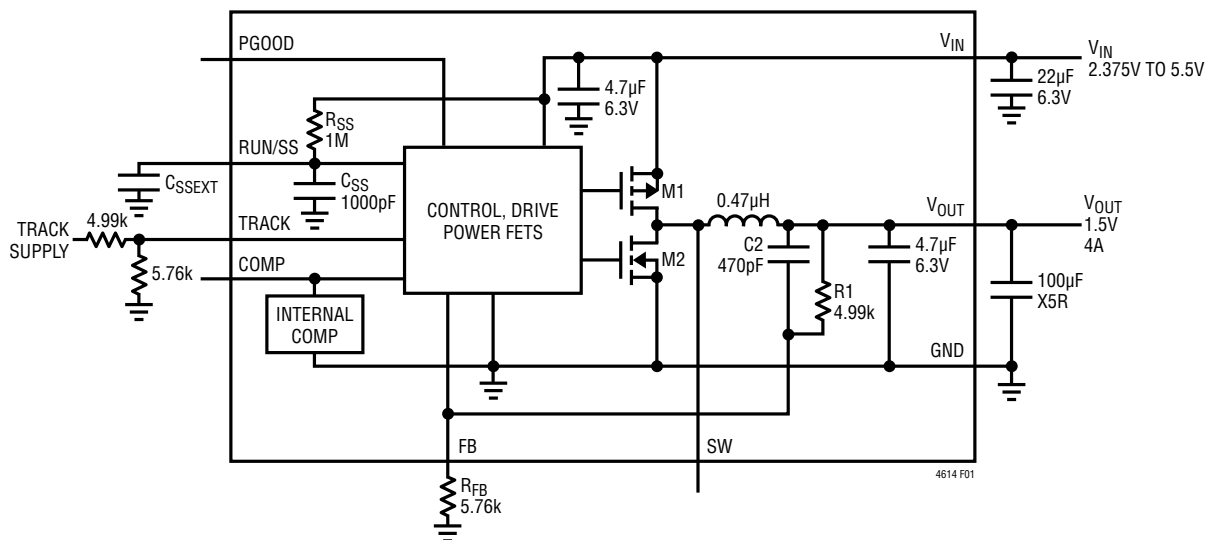 PGOOD
V_IN
V_IN
2.375V TO 5.5V
4.7µF
6.3V
22µF
6.3V
R_SS
1M
RUN/SS
C_SSEXT
C_SS
1000pF
CONTROL, DRIVE
POWER FETS
M1
0.47µH
V_OUT
V_OUT
1.5V
4A
4.99k
TRACK
TRACK
SUPPLY
5.76k
COMP
M2
C2
470pF
4.7µF
6.3V
R1
4.99k
100µF
X5R
INTERNAL
COMP
GND
FB
SW
4614 F01
R_FB
5.76k